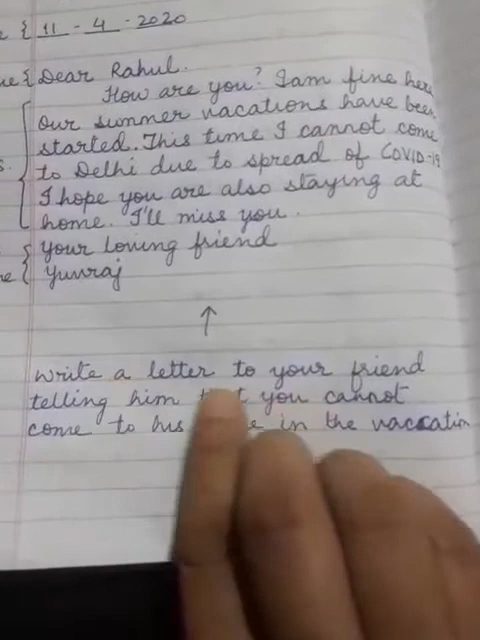 { 11 - 4 - 2020
{ Dear Rahul.
How are you? I am fine here
Our summer vacations have been
started. This time I cannot come
to Delhi due to spread of COVID-19
I hope you are also staying at
home. I'll miss you.
your loving friend
Yuvraj
↑
write a letter to your friend
telling him you cannot
come to his in the vacation